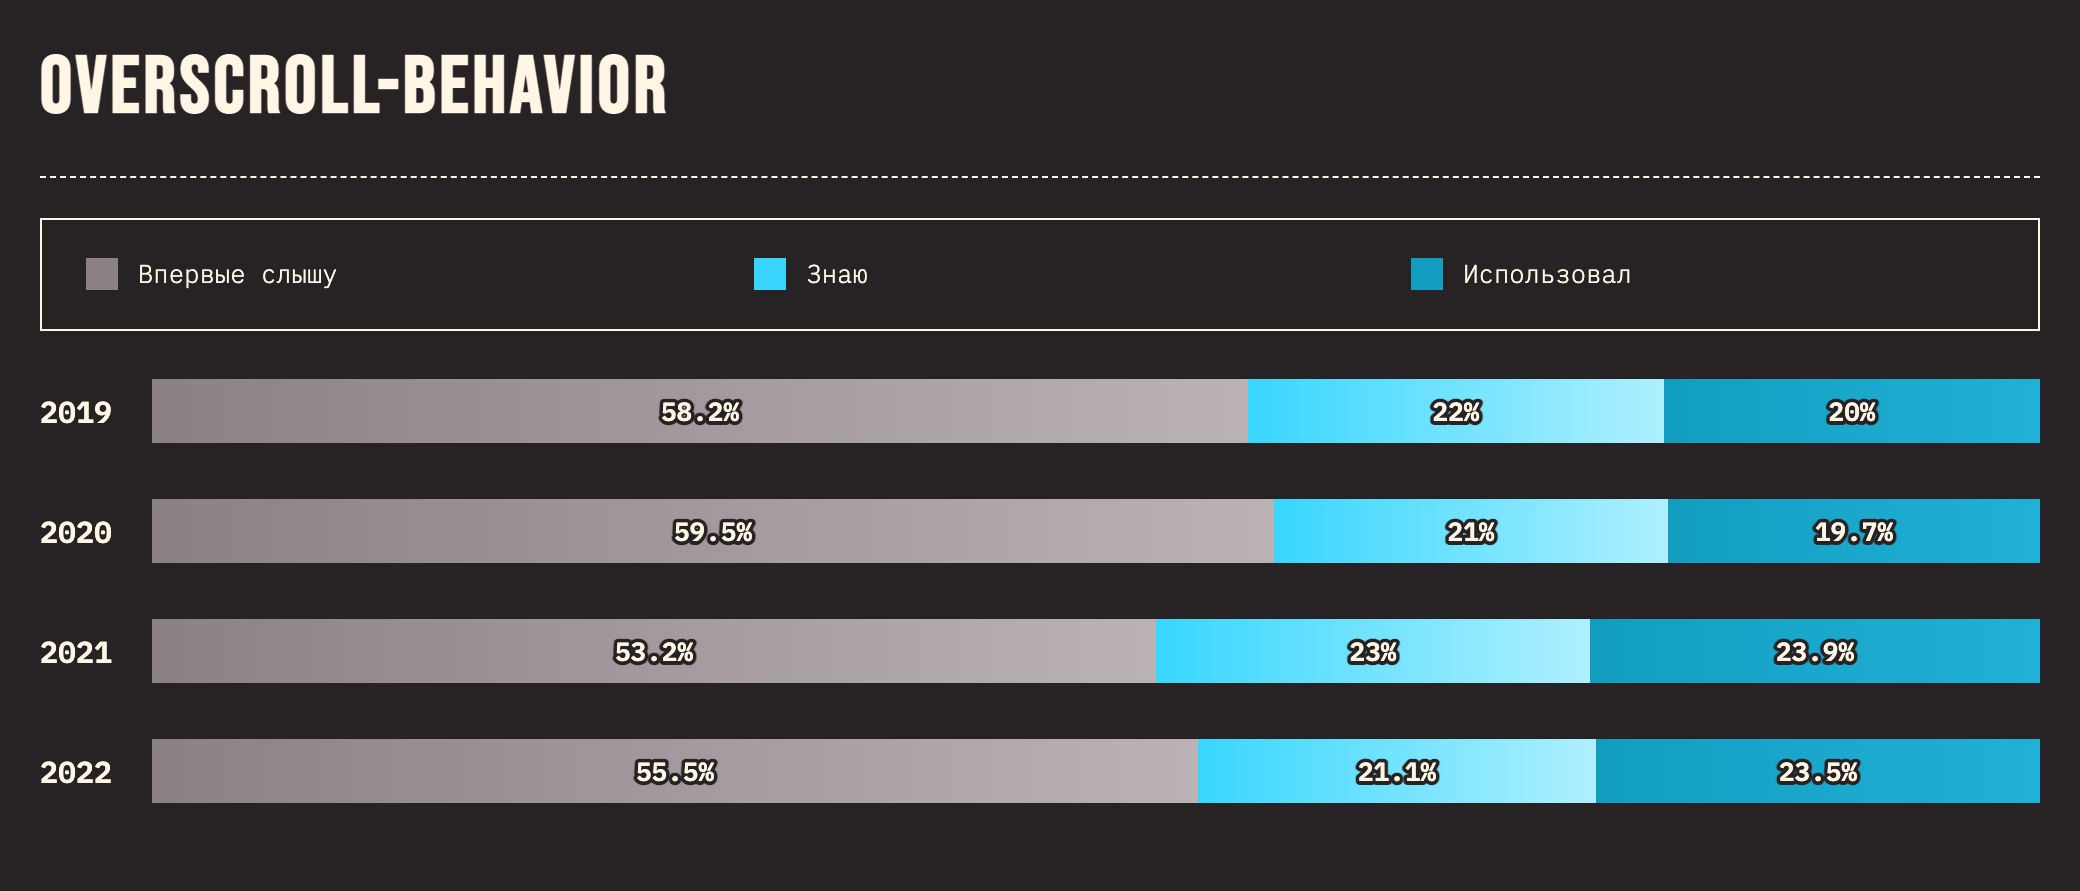 OVERSCROLL-BEHAVIOR
Впервые слышу Знаю Использовал
2019 58.2% 22% 20%
2020 59.5% 21% 19.7%
2021 53.2% 23% 23.9%
2022 55.5% 21.1% 23.5%